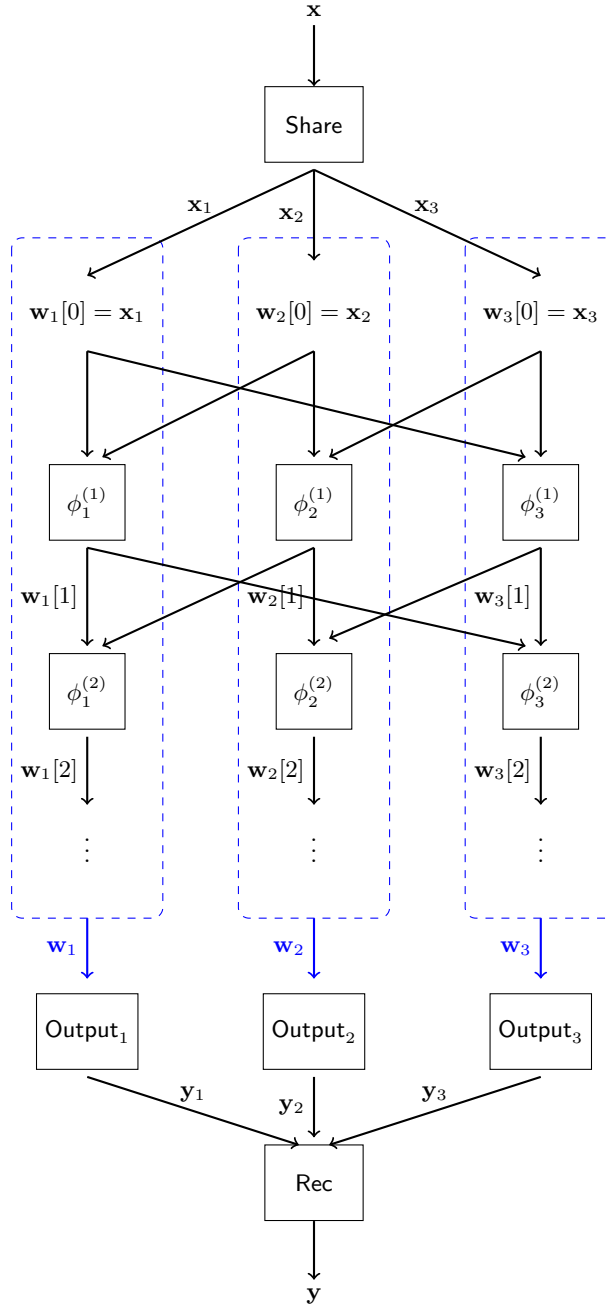 x
Share
x₁ x₂ x₃
w₁[0] = x₁ w₂[0] = x₂ w₃[0] = x₃
ϕ₁⁽¹⁾ ϕ₂⁽¹⁾ ϕ₃⁽¹⁾
w₁[1] w₂[1] w₃[1]
ϕ₁⁽²⁾ ϕ₂⁽²⁾ ϕ₃⁽²⁾
w₁[2] w₂[2] w₃[2]
⋮ ⋮ ⋮
w₁ w₂ w₃
Output₁ Output₂ Output₃
y₁ y₂ y₃
Rec
y